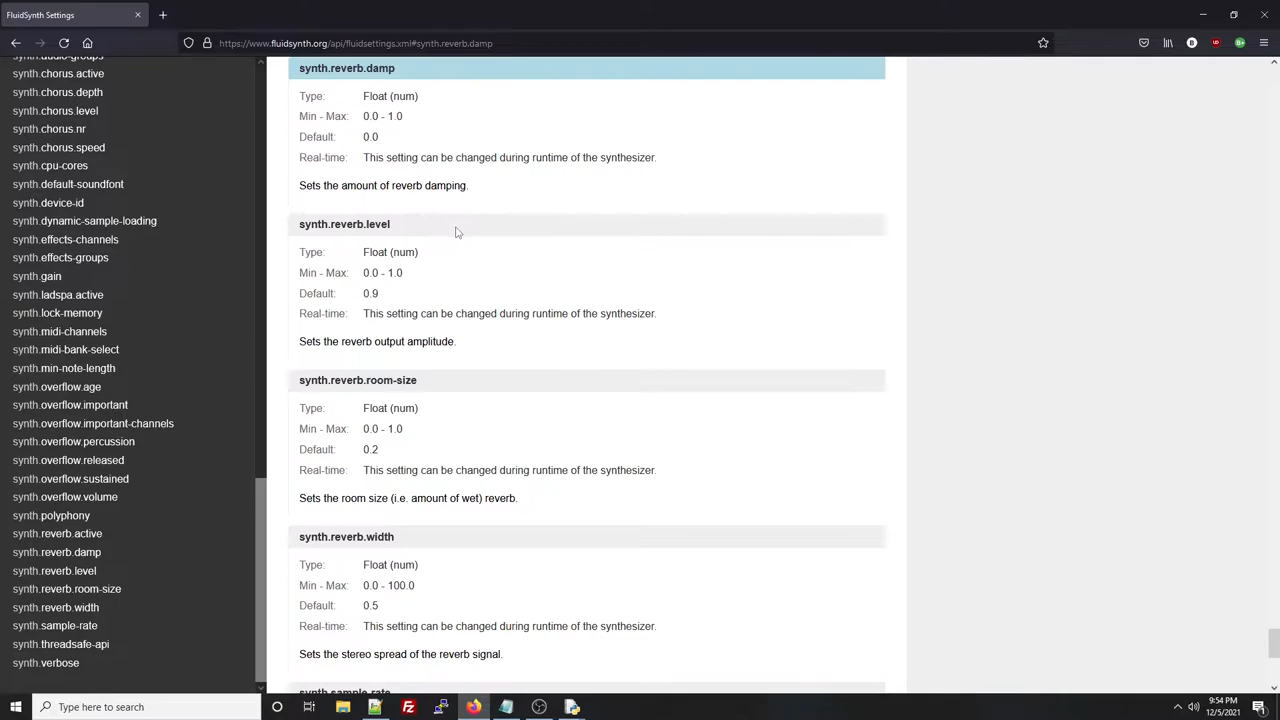 FluidSynth Settings
https://www.fluidsynth.org/api/fluidsettings.xml#synth.reverb.damp
synth.audio-groups
synth.chorus.active
synth.chorus.depth
synth.chorus.level
synth.chorus.nr
synth.chorus.speed
synth.cpu-cores
synth.default-soundfont
synth.device-id
synth.dynamic-sample-loading
synth.effects-channels
synth.effects-groups
synth.gain
synth.ladspa.active
synth.lock-memory
synth.midi-channels
synth.midi-bank-select
synth.min-note-length
synth.overflow.age
synth.overflow.important
synth.overflow.important-channels
synth.overflow.percussion
synth.overflow.released
synth.overflow.sustained
synth.overflow.volume
synth.polyphony
synth.reverb.active
synth.reverb.damp
synth.reverb.level
synth.reverb.room-size
synth.reverb.width
synth.sample-rate
synth.threadsafe-api
synth.verbose
synth.reverb.damp
Type: Float (num)
Min - Max: 0.0 - 1.0
Default: 0.0
Real-time: This setting can be changed during runtime of the synthesizer.
Sets the amount of reverb damping.
synth.reverb.level
Type: Float (num)
Min - Max: 0.0 - 1.0
Default: 0.9
Real-time: This setting can be changed during runtime of the synthesizer.
Sets the reverb output amplitude.
synth.reverb.room-size
Type: Float (num)
Min - Max: 0.0 - 1.0
Default: 0.2
Real-time: This setting can be changed during runtime of the synthesizer.
Sets the room size (i.e. amount of wet) reverb.
synth.reverb.width
Type: Float (num)
Min - Max: 0.0 - 100.0
Default: 0.5
Real-time: This setting can be changed during runtime of the synthesizer.
Sets the stereo spread of the reverb signal.
synth.sample-rate
Type here to search
9:54 PM
12/5/2021